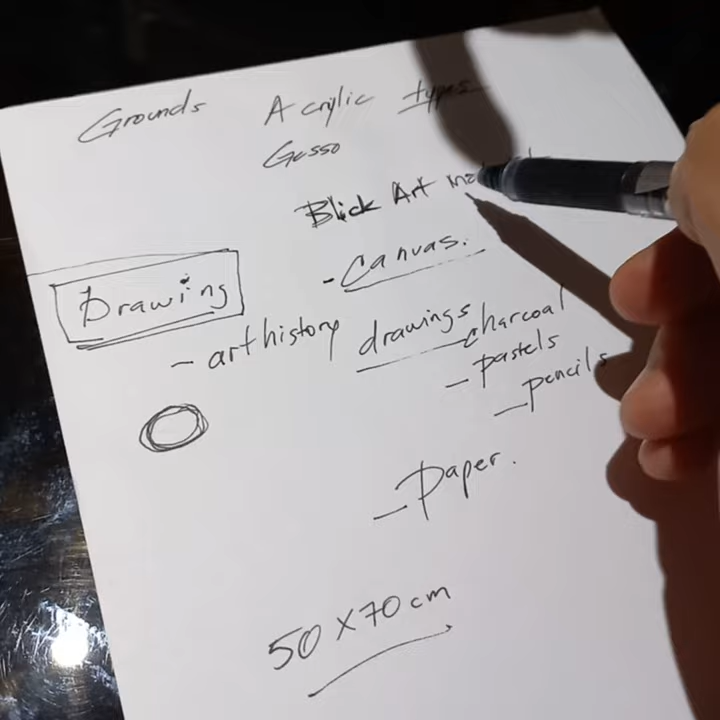 Grounds Acrylic types
Gesso
Blick Art
- Canvas.
Drawing
- art history drawings charcoal
- pastels
- pencils
- Paper.
50 x 70 cm